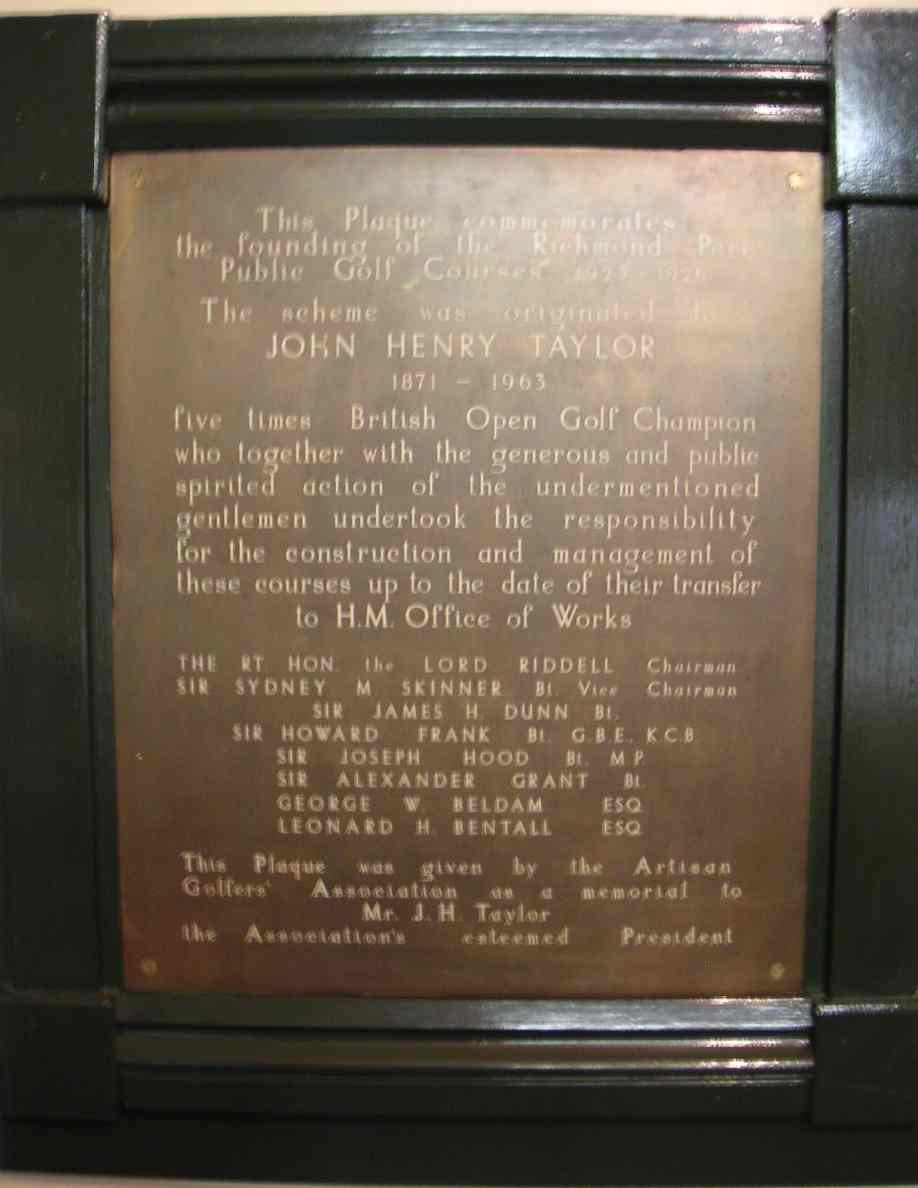 This Plaque commemorates
the founding of the Richmond Park
Public Golf Courses 1923-1926
The scheme was originated by
JOHN HENRY TAYLOR
1871 - 1963
five times British Open Golf Champion
who together with the generous and public
spirited action of the undermentioned
gentlemen undertook the responsibility
for the construction and management of
these courses up to the date of their transfer
to H.M. Office of Works
THE RT HON. the LORD RIDDELL Chairman
SIR SYDNEY M SKINNER Bt. Vice Chairman
SIR JAMES H. DUNN Bt.
SIR HOWARD FRANK Bt. G.B.E., K.C.B.
SIR JOSEPH HOOD Bt. M.P.
SIR ALEXANDER GRANT Bt.
GEORGE W. BELDAM ESQ.
LEONARD H. BENTALL ESQ.
This Plaque was given by the Artisan
Golfers' Association as a memorial to
Mr. J.H. Taylor
the Association's esteemed President